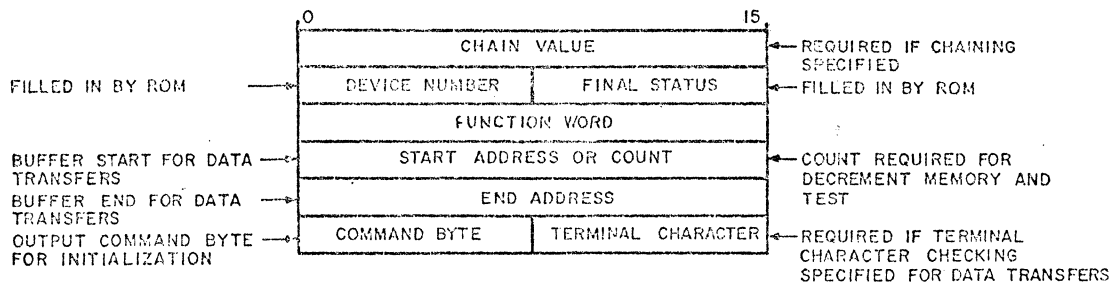 0 15
CHAIN VALUE
REQUIRED IF CHAINING
SPECIFIED
FILLED IN BY ROM
DEVICE NUMBER
FINAL STATUS
FILLED IN BY ROM
FUNCTION WORD
BUFFER START FOR DATA
TRANSFERS
START ADDRESS OR COUNT
COUNT REQUIRED FOR
DECREMENT MEMORY AND
TEST
BUFFER END FOR DATA
TRANSFERS
END ADDRESS
OUTPUT COMMAND BYTE
FOR INITIALIZATION
COMMAND BYTE
TERMINAL CHARACTER
REQUIRED IF TERMINAL
CHARACTER CHECKING
SPECIFIED FOR DATA TRANSFERS